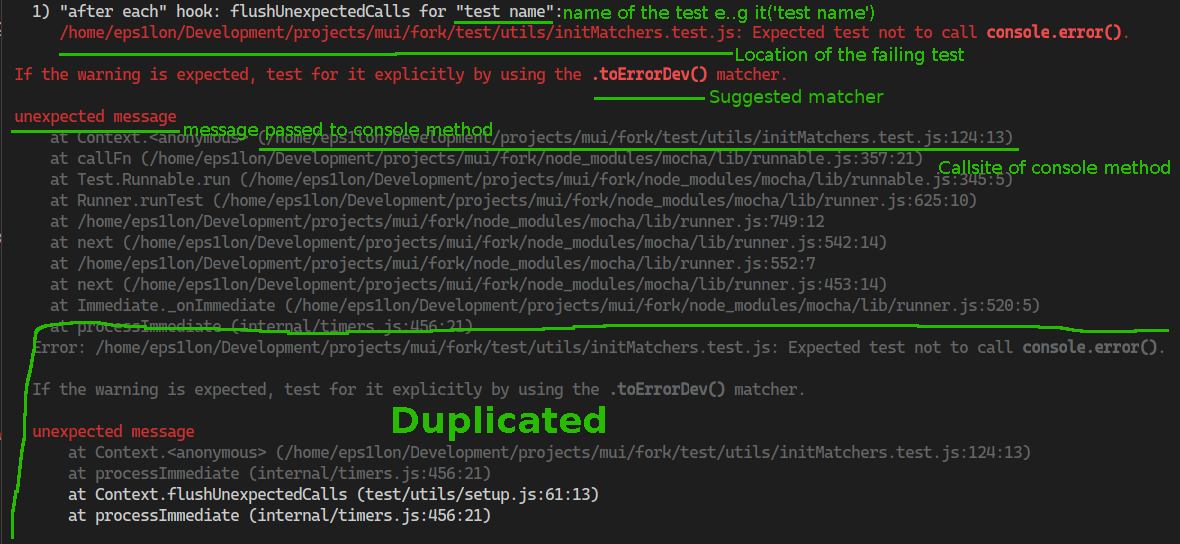 1) "after each" hook: flushUnexpectedCalls for "test name": name of the test e..g it('test name')
/home/eps1lon/Development/projects/mui/fork/test/utils/initMatchers.test.js: Expected test not to call console.error().
Location of the failing test
If the warning is expected, test for it explicitly by using the .toErrorDev() matcher.
Suggested matcher
unexpected message
message passed to console method
at Context.<anonymous> (/home/eps1lon/Development/projects/mui/fork/test/utils/initMatchers.test.js:124:13)
at callFn (/home/eps1lon/Development/projects/mui/fork/node_modules/mocha/lib/runnable.js:357:21)
Callsite of console method
at Test.Runnable.run (/home/eps1lon/Development/projects/mui/fork/node_modules/mocha/lib/runnable.js:345:5)
at Runner.runTest (/home/eps1lon/Development/projects/mui/fork/node_modules/mocha/lib/runner.js:625:10)
at /home/eps1lon/Development/projects/mui/fork/node_modules/mocha/lib/runner.js:749:12
at next (/home/eps1lon/Development/projects/mui/fork/node_modules/mocha/lib/runner.js:542:14)
at /home/eps1lon/Development/projects/mui/fork/node_modules/mocha/lib/runner.js:552:7
at next (/home/eps1lon/Development/projects/mui/fork/node_modules/mocha/lib/runner.js:453:14)
at Immediate._onImmediate (/home/eps1lon/Development/projects/mui/fork/node_modules/mocha/lib/runner.js:520:5)
at processImmediate (internal/timers.js:456:21)
Error: /home/eps1lon/Development/projects/mui/fork/test/utils/initMatchers.test.js: Expected test not to call console.error().
If the warning is expected, test for it explicitly by using the .toErrorDev() matcher.
Duplicated
unexpected message
at Context.<anonymous> (/home/eps1lon/Development/projects/mui/fork/test/utils/initMatchers.test.js:124:13)
at processImmediate (internal/timers.js:456:21)
at Context.flushUnexpectedCalls (test/utils/setup.js:61:13)
at processImmediate (internal/timers.js:456:21)